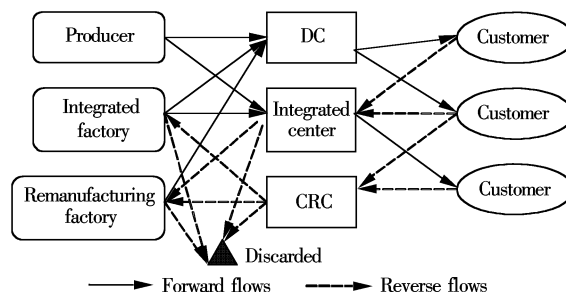 Producer
DC
Customer
Integrated
factory
Integrated
center
Customer
Remanufacturing
factory
CRC
Customer
Discarded
Forward flows
Reverse flows